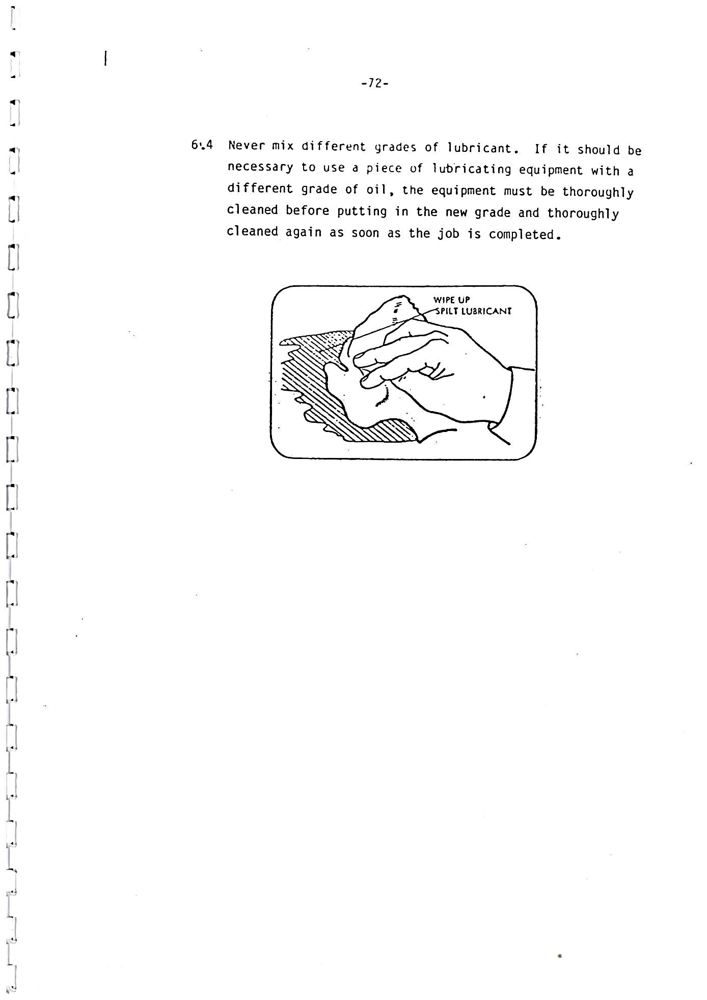 -72-
6.4 Never mix different grades of lubricant. If it should be
necessary to use a piece of lubricating equipment with a
different grade of oil, the equipment must be thoroughly
cleaned before putting in the new grade and thoroughly
cleaned again as soon as the job is completed.
WIPE UP
SPILT LUBRICANT